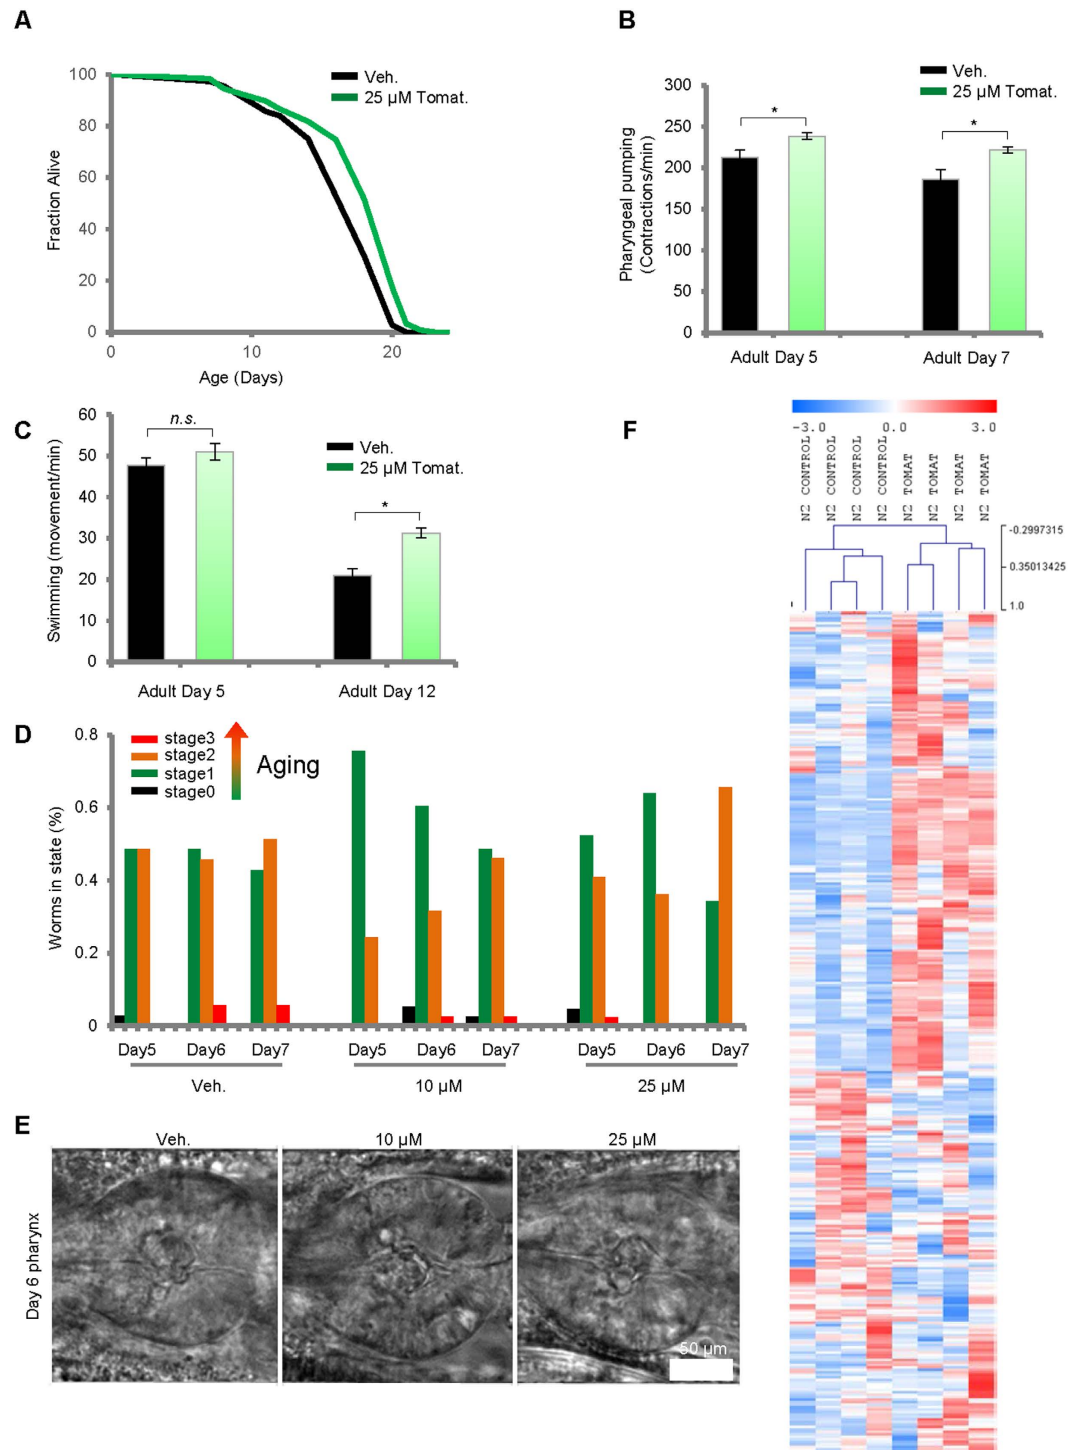 A
100
80
60
40
20
0
0
10
20
Fraction Alive
Age (Days)
Veh.
25 µM Tomat.
B
300
250
200
150
100
50
0
Pharyngeal pumping
(Contractions/min)
Veh.
25 µM Tomat.
*
*
Adult Day 5
Adult Day 7
C
60
50
40
30
20
10
0
Swimming (movement/min)
n.s.
*
Veh.
25 µM Tomat.
Adult Day 5
Adult Day 12
D
0.8
0.6
0.4
0.2
0
Worms in state (%)
stage3
stage2
stage1
stage0
Aging
Day5
Day6
Day7
Day5
Day6
Day7
Day5
Day6
Day7
Veh.
10 µM
25 µM
E
Veh.
10 µM
25 µM
Day 6 pharynx
50 µm
F
-3.0
0.0
3.0
N2 CONTROL
N2 CONTROL
N2 CONTROL
N2 CONTROL
N2 TOMAT
N2 TOMAT
N2 TOMAT
N2 TOMAT
-0.2997315
0.35013425
1.0